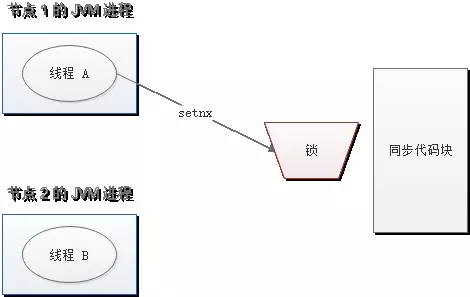 节点 1 的 JVM 进程
线程 A
setnx
锁
同步代码块
节点 2 的 JVM 进程
线程 B